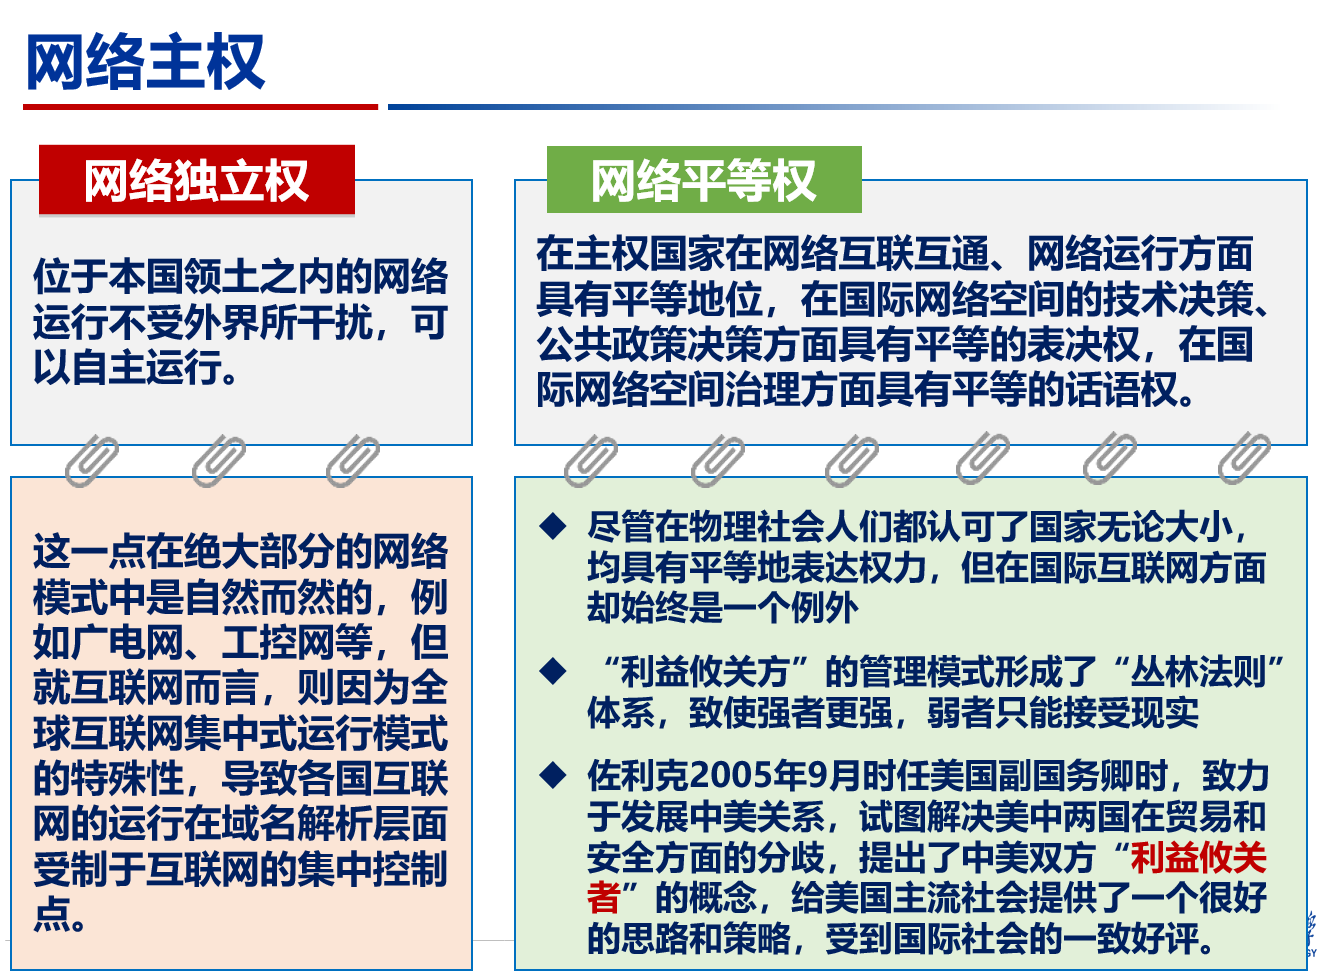 网络主权
网络独立权
位于本国领土之内的网络
运行不受外界所干扰，可
以自主运行。
这一点在绝大部分的网络
模式中是自然而然的，例
如广电网、工控网等，但
就互联网而言，则因为全
球互联网集中式运行模式
的特殊性，导致各国互联
网的运行在域名解析层面
受制于互联网的集中控制
点。
网络平等权
在主权国家在网络互联互通、网络运行方面
具有平等地位，在国际网络空间的技术决策、
公共政策决策方面具有平等的表决权，在国
际网络空间治理方面具有平等的话语权。
◆ 尽管在物理社会人们都认可了国家无论大小，
均具有平等地表达权力，但在国际互联网方面
却始终是一个例外
◆ “利益攸关方”的管理模式形成了“丛林法则”
体系，致使强者更强，弱者只能接受现实
◆ 佐利克2005年9月时任美国副国务卿时，致力
于发展中美关系，试图解决美中两国在贸易和
安全方面的分歧，提出了中美双方“利益攸关
者”的概念，给美国主流社会提供了一个很好
的思路和策略，受到国际社会的一致好评。